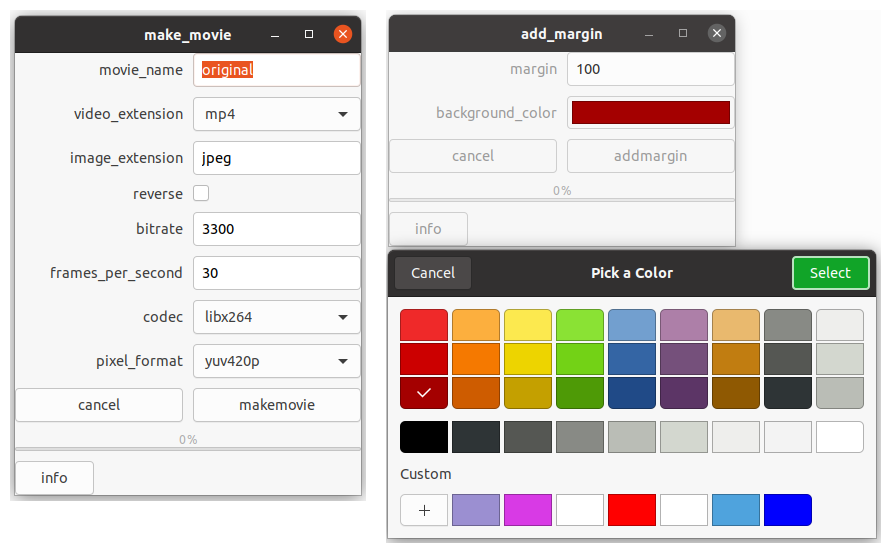 make_movie
movie_name original
video_extension mp4
image_extension jpeg
reverse
bitrate 3300
frames_per_second 30
codec libx264
pixel_format yuv420p
cancel makemovie
0%
info
add_margin
margin 100
background_color
cancel addmargin
0%
info
Cancel Pick a Color Select
Custom
+